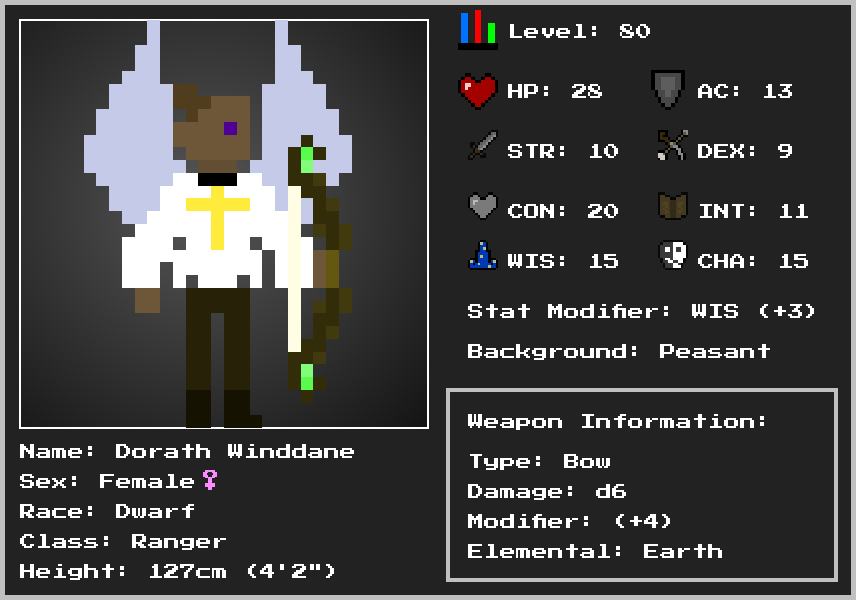 Level: 80
HP: 28
AC: 13
STR: 10
DEX: 9
CON: 20
INT: 11
WIS: 15
CHA: 15
Stat Modifier: WIS (+3)
Background: Peasant
Weapon Information:
Type: Bow
Damage: d6
Modifier: (+4)
Elemental: Earth
Name: Dorath Winddane
Sex: Female♀
Race: Dwarf
Class: Ranger
Height: 127cm (4'2")